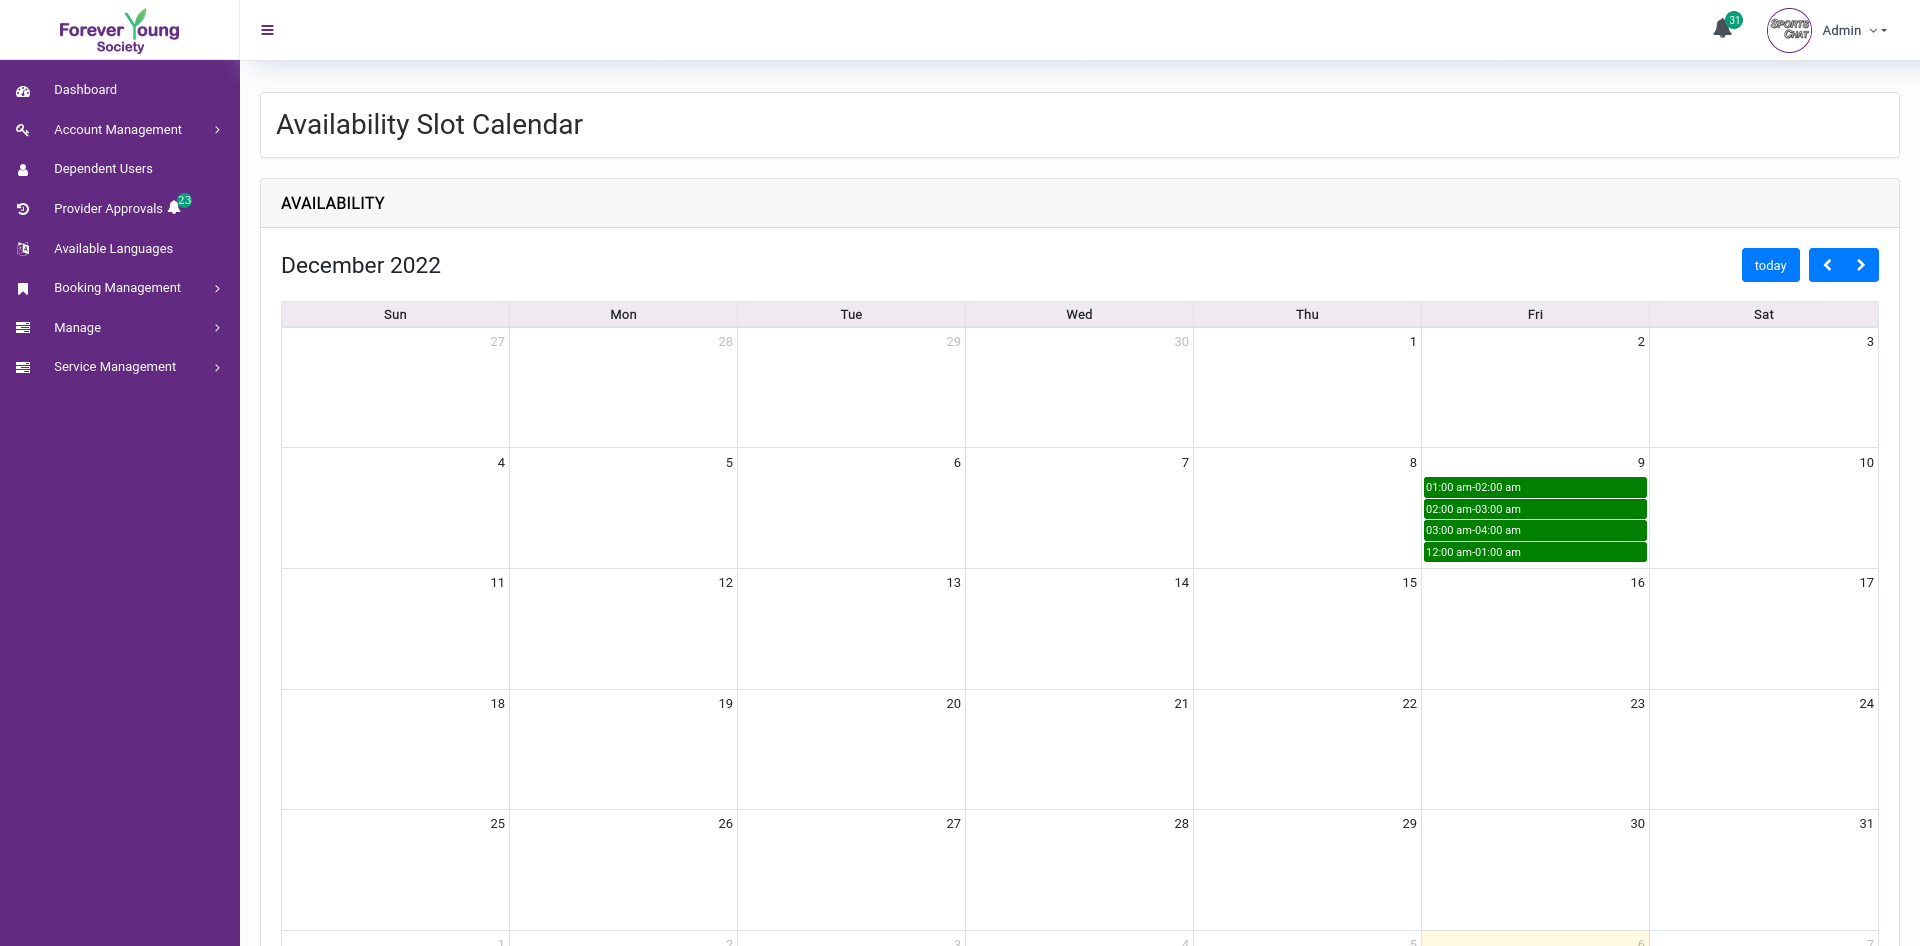 Forever Young
Society
31
SPORTS
CHAT
Admin
Dashboard
Account Management
Dependent Users
Provider Approvals 23
Available Languages
Booking Management
Manage
Service Management
Availability Slot Calendar
AVAILABILITY
December 2022
today
Sun Mon Tue Wed Thu Fri Sat
27 28 29 30 1 2 3
4 5 6 7 8 9 10
01:00 am-02:00 am
02:00 am-03:00 am
03:00 am-04:00 am
12:00 am-01:00 am
11 12 13 14 15 16 17
18 19 20 21 22 23 24
25 26 27 28 29 30 31
1 2 3 4 5 6 7